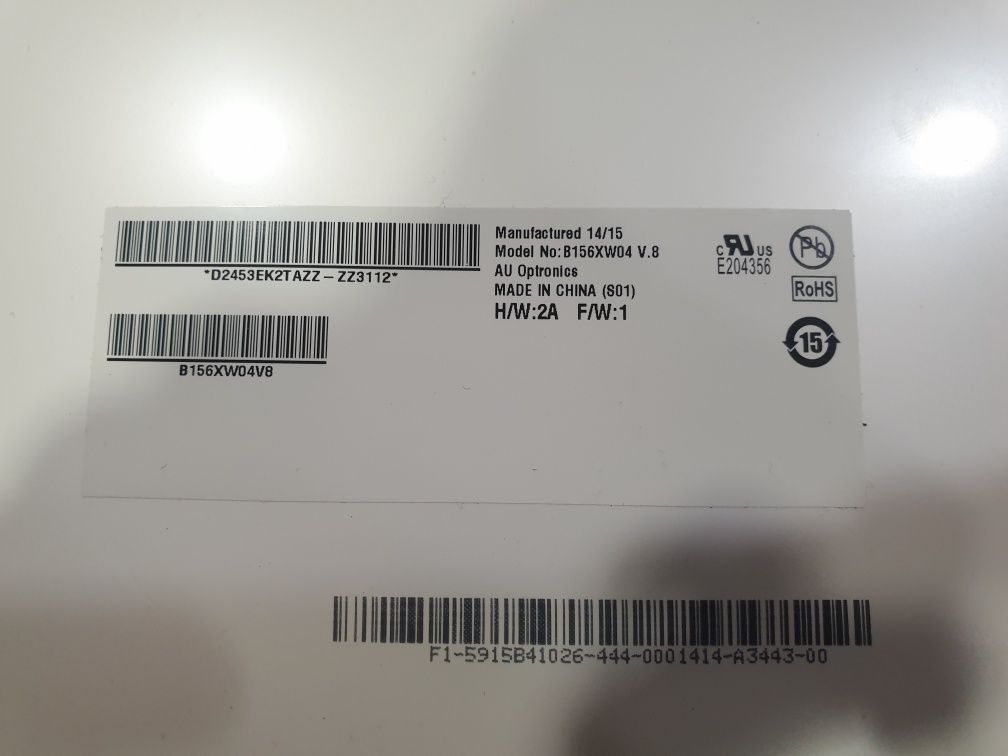 *D2453EK2TAZZ-ZZ3112*
B156XW04V8
Manufactured 14/15
Model No:B156XW04 V.8
AU Optronics
MADE IN CHINA (S01)
H/W:2A F/W:1
c RU US
E204356
Pb
RoHS
15
F1-5915B41026-444-0001414-A3443-00